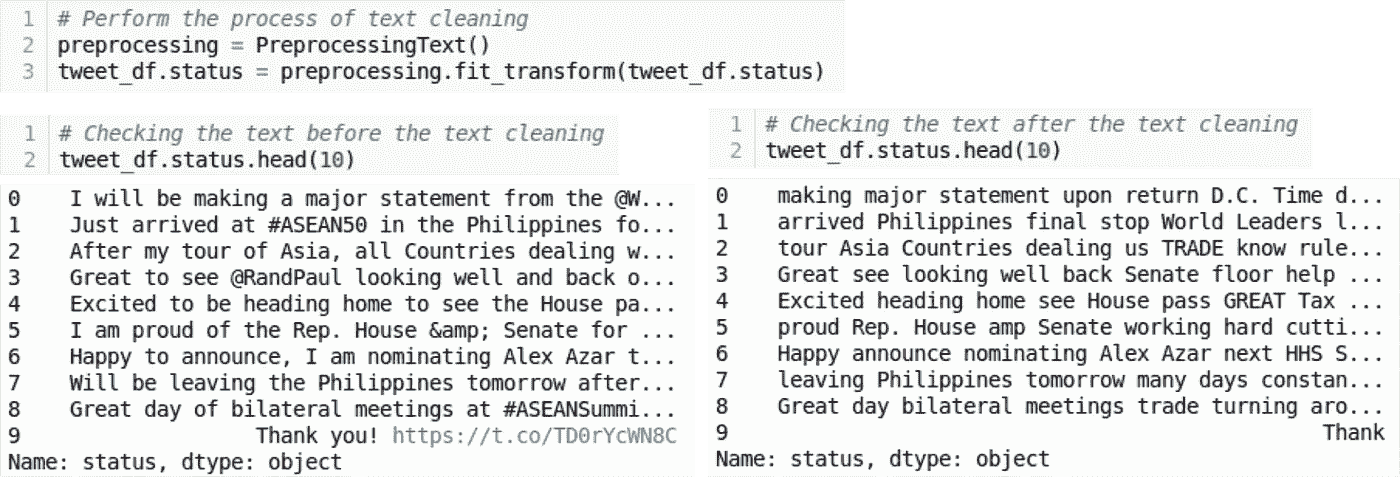 1 # Perform the process of text cleaning
2 preprocessing = PreprocessingText()
3 tweet_df.status = preprocessing.fit_transform(tweet_df.status)
1 # Checking the text before the text cleaning
2 tweet_df.status.head(10)
0 I will be making a major statement from the @W...
1 Just arrived at #ASEAN50 in the Philippines fo...
2 After my tour of Asia, all Countries dealing w...
3 Great to see @RandPaul looking well and back o...
4 Excited to be heading home to see the House pa...
5 I am proud of the Rep. House &amp; Senate for ...
6 Happy to announce, I am nominating Alex Azar t...
7 Will be leaving the Philippines tomorrow after...
8 Great day of bilateral meetings at #ASEANSummi...
9 Thank you! https://t.co/TD0rYcWN8C
Name: status, dtype: object
1 # Checking the text after the text cleaning
2 tweet_df.status.head(10)
0 making major statement upon return D.C. Time d...
1 arrived Philippines final stop World Leaders l...
2 tour Asia Countries dealing us TRADE know rule...
3 Great see looking well back Senate floor help ...
4 Excited heading home see House pass GREAT Tax ...
5 proud Rep. House amp Senate working hard cutti...
6 Happy announce nominating Alex Azar next HHS S...
7 leaving Philippines tomorrow many days constan...
8 Great day bilateral meetings trade turning aro...
9 Thank
Name: status, dtype: object